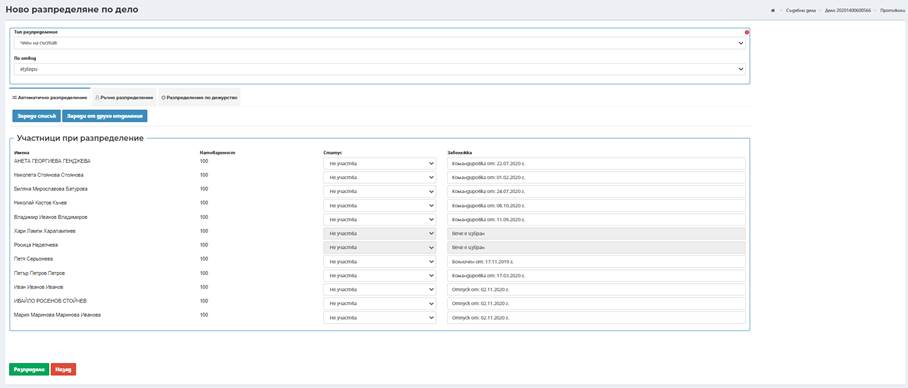 Ново разпределяне по дело
Съдебни дела Дело 20201400600566 Протоколи
Тип разпределение
Член на състав
По отвод
избери
Автоматично разпределение Ръчно разпределение Разпределение по дежурство
Зареди списък Зареди от други отделения
Участници при разпределение
Имена Натовареност Статус Забележка
АНЕТА ГЕОРГИЕВА ГЕНДЖЕВА 100 Не участва Командировка от: 22.07.2020 г.
Николета Стоянова Стоянова 100 Не участва Командировка от: 01.02.2020 г.
Биляна Мирославова Батурова 100 Не участва Командировка от: 24.07.2020 г.
Николай Костов Кънев 100 Не участва Командировка от: 08.10.2020 г.
Владимир Иванов Владимиров 100 Не участва Командировка от: 11.09.2020 г.
Хари Лампи Харалампиев 100 Не участва Вече е избран
Росица Неделчева 100 Не участва Вече е избран
Петя Серьознева 100 Не участва Болничен от: 17.11.2019 г.
Петър Петров Петров 100 Не участва Командировка от: 17.03.2020 г.
Иван Иванов Иванов 100 Не участва Отпуск от: 02.11.2020 г.
ИВАЙЛО РОСЕНОВ СТОЙЧЕВ 100 Не участва Отпуск от: 02.11.2020 г.
Мария Маринова Маринова Иванова 100 Не участва Отпуск от: 02.11.2020 г.
Разпредели Назад